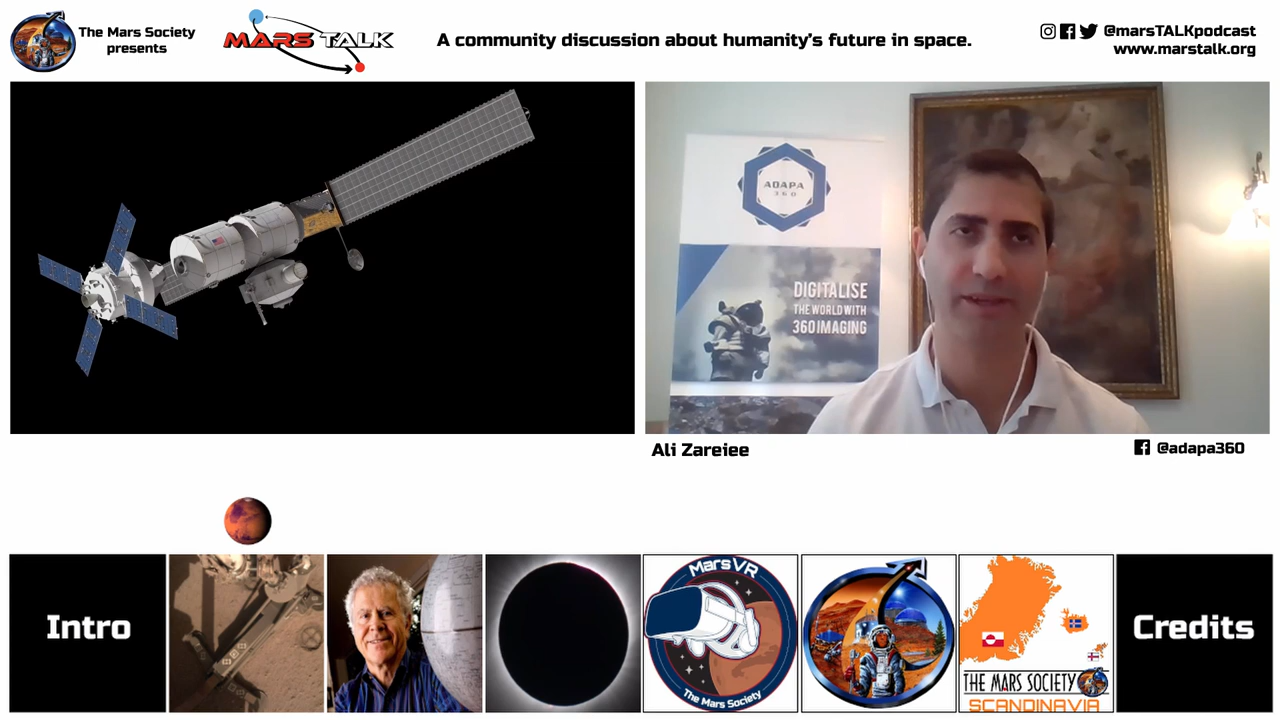 The Mars Society
presents
MARS TALK
A community discussion about humanity's future in space.
@marsTALKpodcast
www.marstalk.org
ADAPA
360
DIGITALISE
THE WORLD WITH
360 IMAGING
Ali Zareiee
@adapa360
Intro
MarsVR
The Mars Society
THE MARS SOCIETY
SCANDINAVIA
Credits